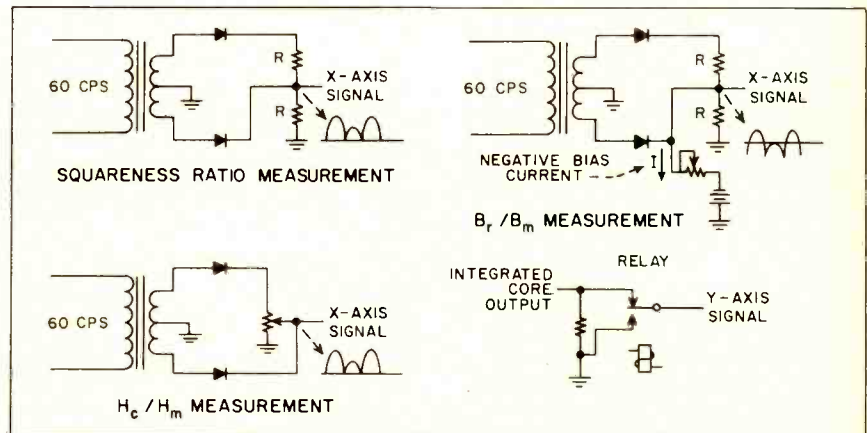 60 CPS
R
R
X-AXIS
SIGNAL
SQUARENESS RATIO MEASUREMENT
60 CPS
R
R
X-AXIS
SIGNAL
NEGATIVE BIAS
CURRENT
I
Br/Bm MEASUREMENT
60 CPS
X-AXIS
SIGNAL
Hc/Hm MEASUREMENT
RELAY
INTEGRATED
CORE
OUTPUT
Y-AXIS
SIGNAL